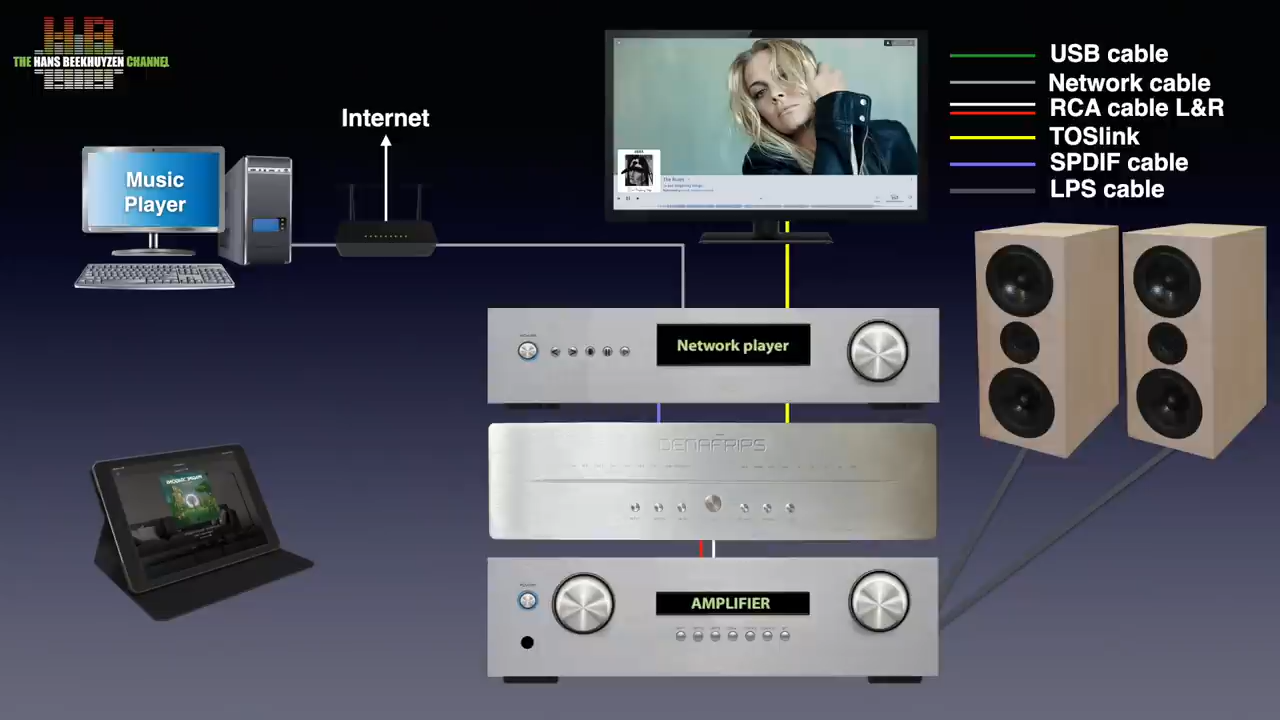 THE HANS BEEKHUYZEN CHANNEL
Internet
Music
Player
USB cable
Network cable
RCA cable L&R
TOSlink
SPDIF cable
LPS cable
Network player
DENAFRIPS
AMPLIFIER